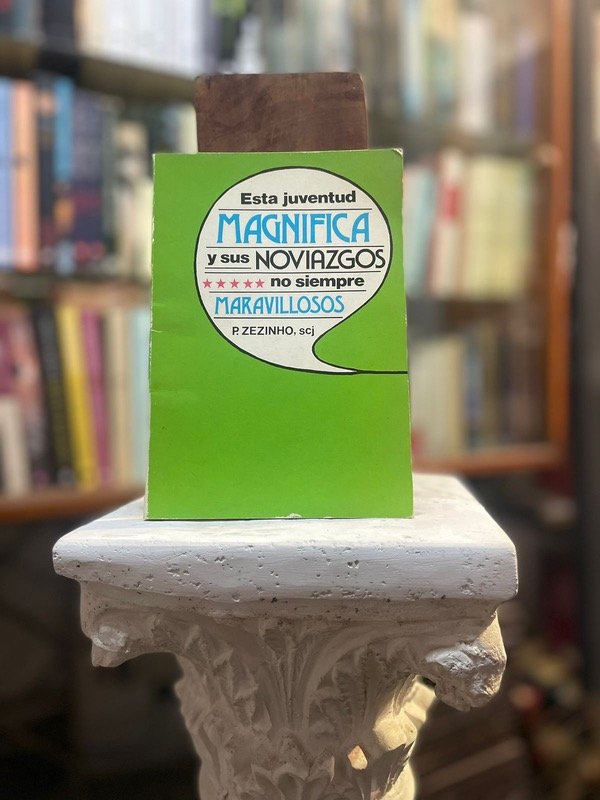 Esta juventud
MAGNIFICA
y sus NOVIAZGOS
no siempre
MARAVILLOSOS
P. ZEZINHO, scj